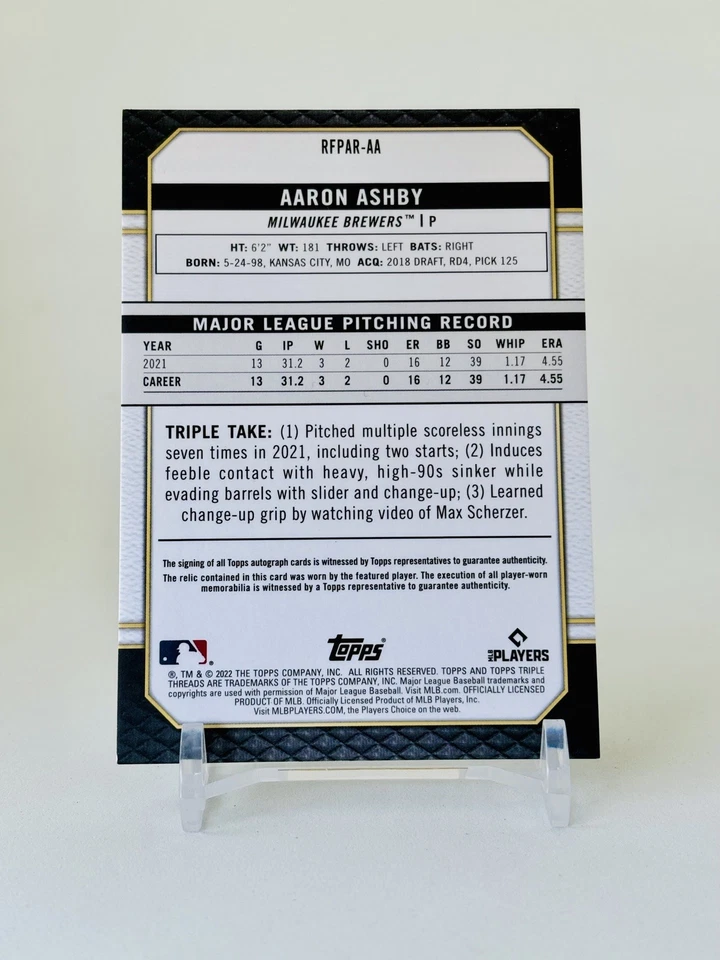 RFPAR-AA
AARON ASHBY
MILWAUKEE BREWERS™ | P
HT: 6'2" WT: 181 THROWS: LEFT BATS: RIGHT
BORN: 5-24-98, KANSAS CITY, MO ACQ: 2018 DRAFT, RD4, PICK 125
MAJOR LEAGUE PITCHING RECORD
YEAR G IP W L SHO ER BB SO WHIP ERA
2021 13 31.2 3 2 0 16 12 39 1.17 4.55
CAREER 13 31.2 3 2 0 16 12 39 1.17 4.55
TRIPLE TAKE: (1) Pitched multiple scoreless innings
seven times in 2021, including two starts; (2) Induces
feeble contact with heavy, high-90s sinker while
evading barrels with slider and change-up; (3) Learned
change-up grip by watching video of Max Scherzer.
The signing of all Topps autograph cards is witnessed by Topps representatives to guarantee authenticity.
The relic contained in this card was worn by the featured player. The execution of all player-worn
memorabilia is witnessed by a Topps representative to guarantee authenticity.
topps®
MLB PLAYERS
®, TM & © 2022 THE TOPPS COMPANY, INC. ALL RIGHTS RESERVED. TOPPS AND TOPPS TRIPLE
THREADS ARE TRADEMARKS OF THE TOPPS COMPANY, INC. Major League Baseball trademarks and
copyrights are used with permission of Major League Baseball. Visit MLB.com. OFFICIALLY LICENSED
PRODUCT OF MLB. Officially Licensed Product of MLB Players, Inc.
Visit MLBPLAYERS.COM, the Players Choice on the web.